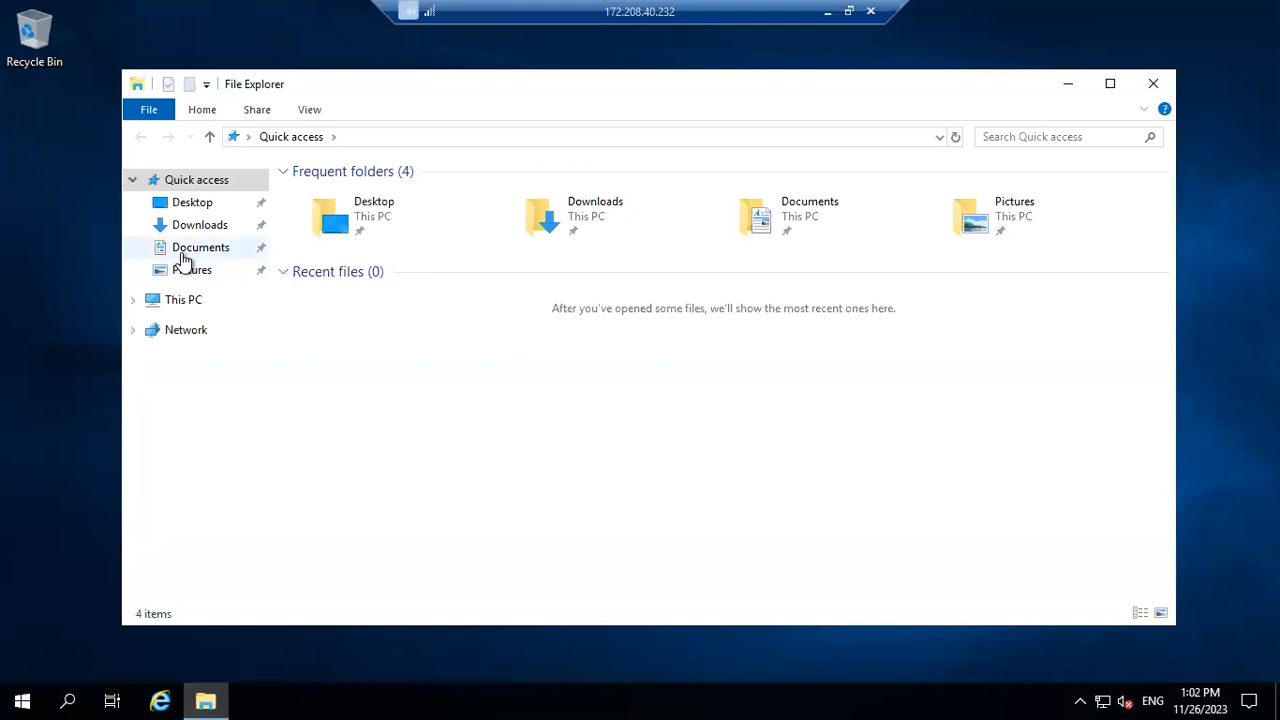 172.208.40.232
Recycle Bin
File Explorer
File Home Share View
Quick access
Search Quick access
Quick access
Desktop
Downloads
Documents
This PC
Network
Frequent folders (4)
Desktop
This PC
Downloads
This PC
Documents
This PC
Pictures
This PC
Recent files (0)
After you've opened some files, we'll show the most recent ones here.
4 items
ENG
1:02 PM
11/26/2023